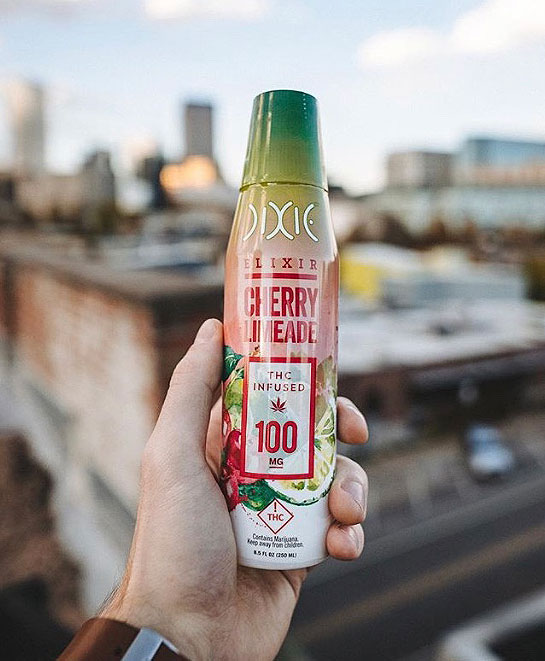 DIXIE
ELIXIR
CHERRY
LIMEADE
THC
INFUSED
100
MG
!
THC
Contains Marijuana.
Keep away from children.
8.5 FL OZ (250 ML)